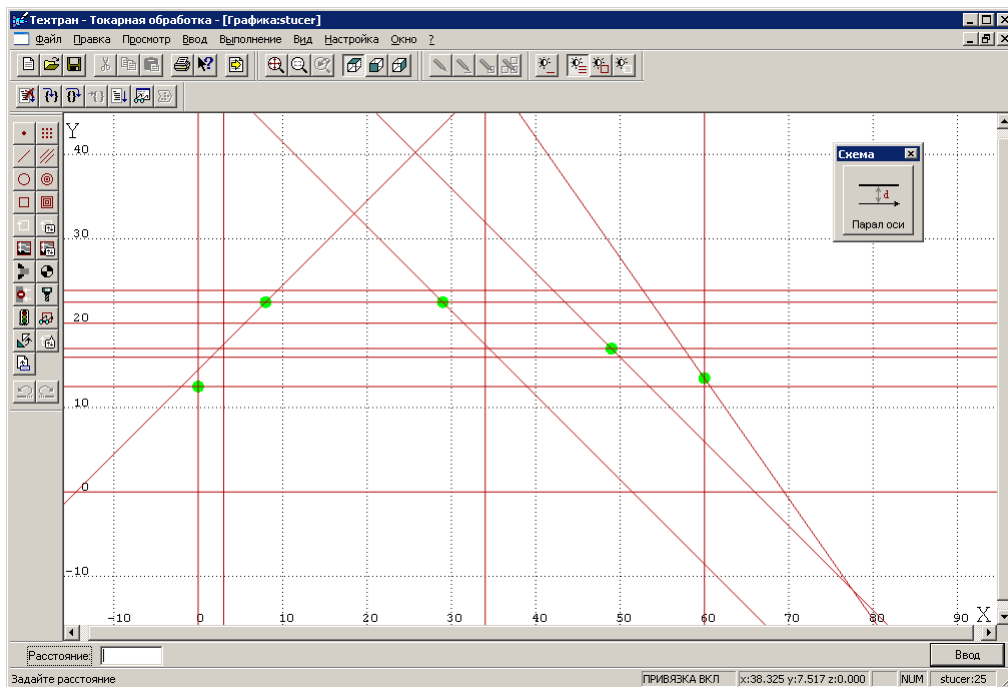 Техтран - Токарная обработка - [Графика:stucer]
Файл Правка Просмотр Ввод Выполнение Вид Настройка Окно ?
Y
40
30
20
10
0
-10
-10 0 10 20 30 40 50 60 70 80 90 X
Схема
d
Парал оси
Расстояние:
Ввод
Задайте расстояние
ПРИВЯЗКА ВКЛ x:38.325 y:7.517 z:0.000 NUM stucer:25